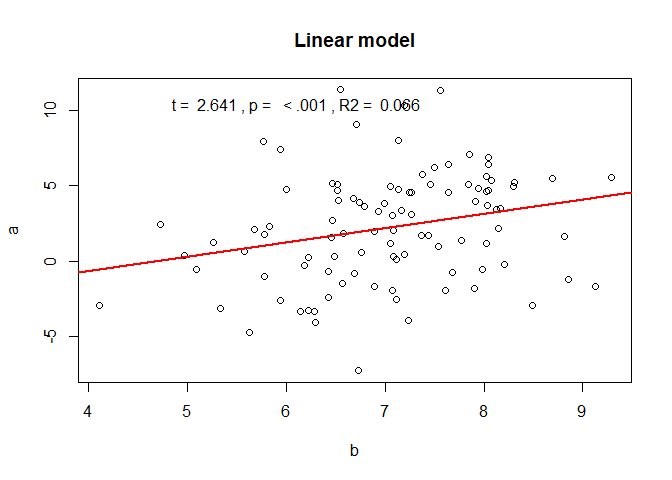 Linear model
t = 2.641 , p = < .001 , R2 = 0.066
10
5
0
-5
a
4 5 6 7 8 9
b